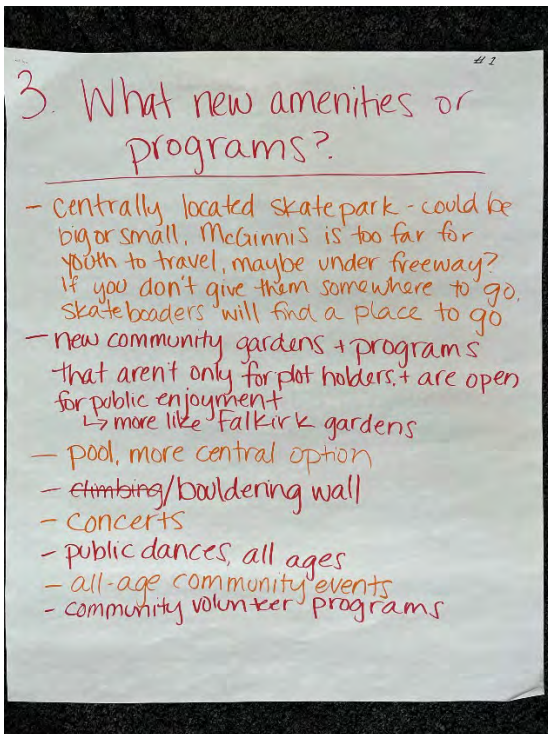 # 1
3. What new amenities or
programs?
- centrally located skatepark - could be
big or small, McGinnis is too far for
youth to travel, maybe under freeway?
If you don't give them somewhere to go,
skateboaders will find a place to go
- new community gardens + programs
that aren't only for plot holders, + are open
for public enjoyment
↳ more like Falkirk gardens
- pool, more central option
- climbing/bouldering wall
- concerts
- public dances, all ages
- all-age community events
- community volunteer programs